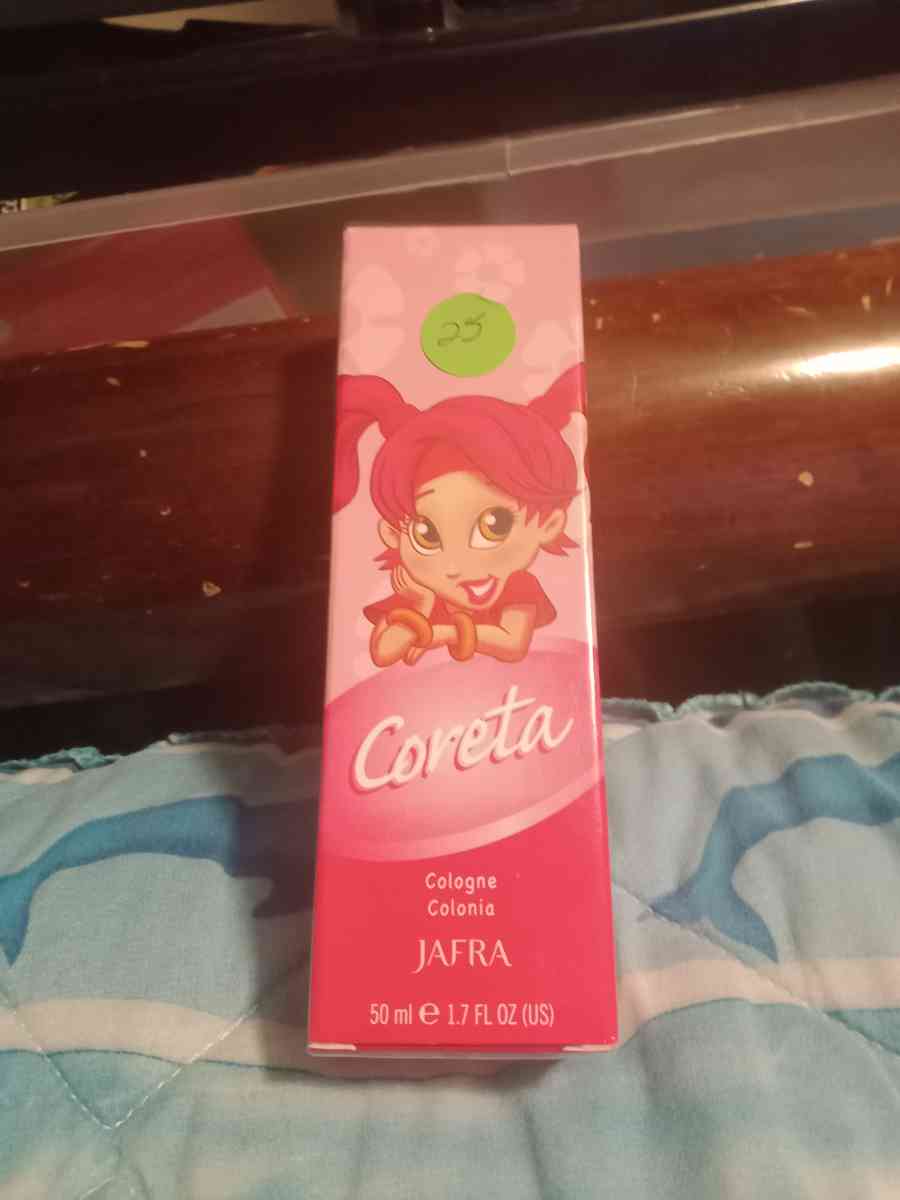 25
Coreta
Cologne
Colonia
JAFRA
50 ml ℮ 1.7 FL OZ (US)